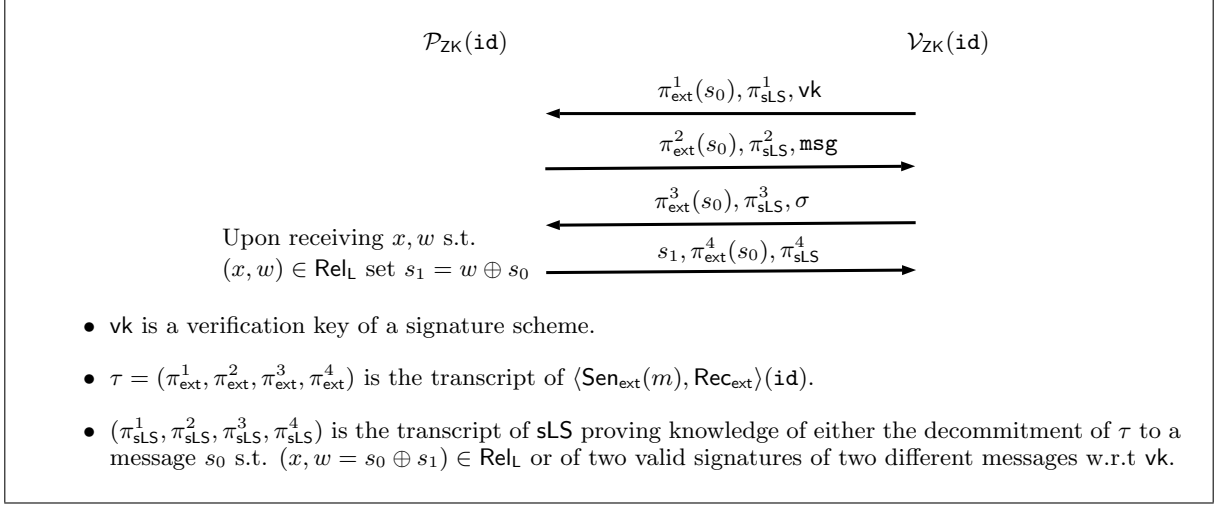 𝒫_ZK(id) 𝒱_ZK(id)
π¹_ext(s₀), π¹_sLS, vk
π²_ext(s₀), π²_sLS, msg
π³_ext(s₀), π³_sLS, σ
Upon receiving x, w s.t.
(x, w) ∈ Rel_L set s₁ = w ⊕ s₀
s₁, π⁴_ext(s₀), π⁴_sLS
• vk is a verification key of a signature scheme.
• τ = (π¹_ext, π²_ext, π³_ext, π⁴_ext) is the transcript of ⟨Sen_ext(m), Rec_ext⟩(id).
• (π¹_sLS, π²_sLS, π³_sLS, π⁴_sLS) is the transcript of sLS proving knowledge of either the decommitment of τ to a
message s₀ s.t. (x, w = s₀ ⊕ s₁) ∈ Rel_L or of two valid signatures of two different messages w.r.t vk.